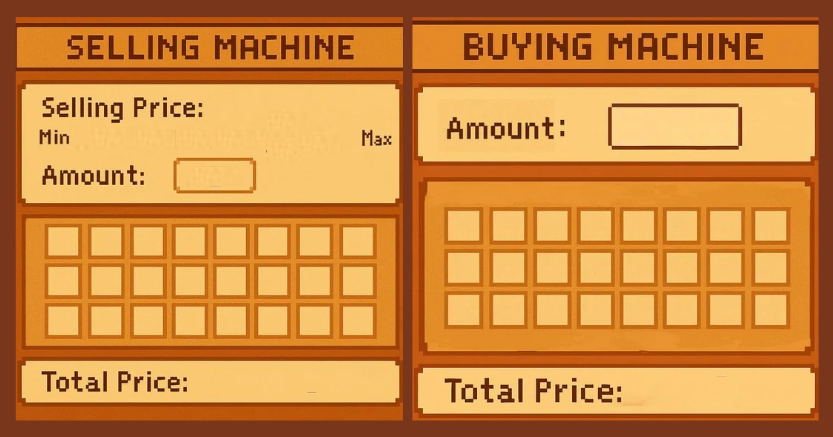 SELLING MACHINE
Selling Price:
Min Max
Amount:
Total Price:
BUYING MACHINE
Amount:
Total Price: